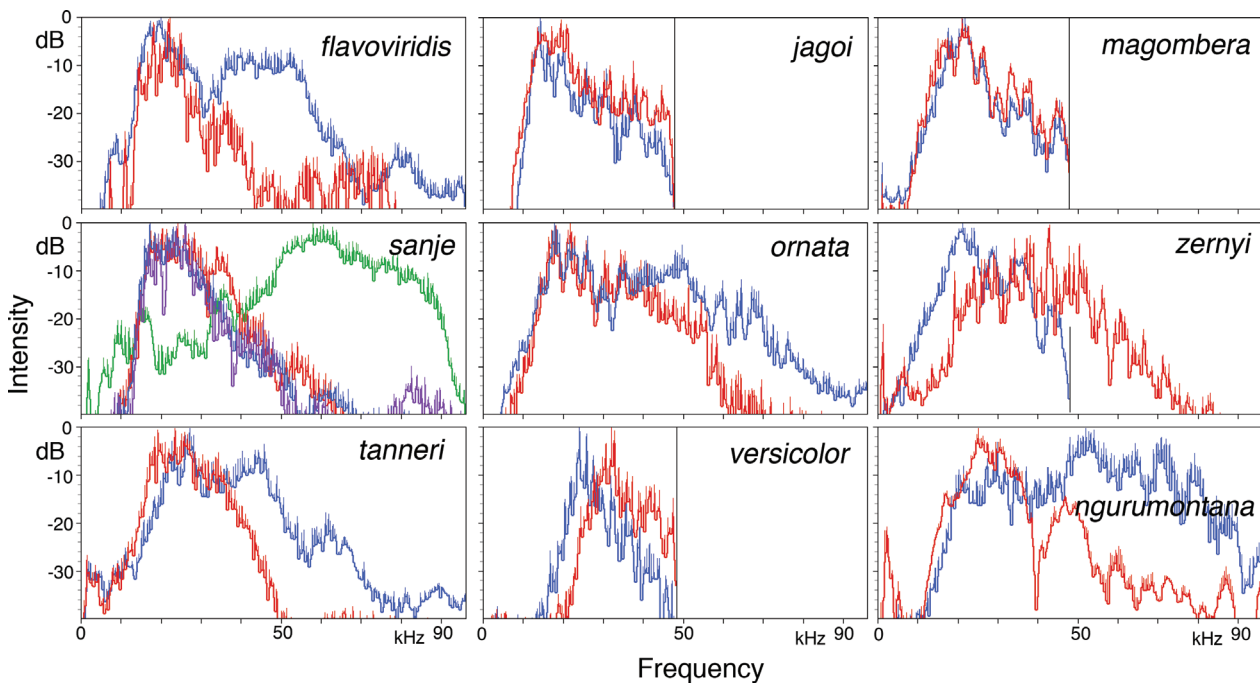 0
dB
-10
-20
-30
flavoviridis
jagoi
magombera
0
dB
-10
-20
-30
sanje
ornata
zernyi
Intensity
0
dB
-10
-20
-30
tanneri
versicolor
ngurumontana
0 50 kHz 90
0 50 kHz 90
0 50 kHz 90
Frequency